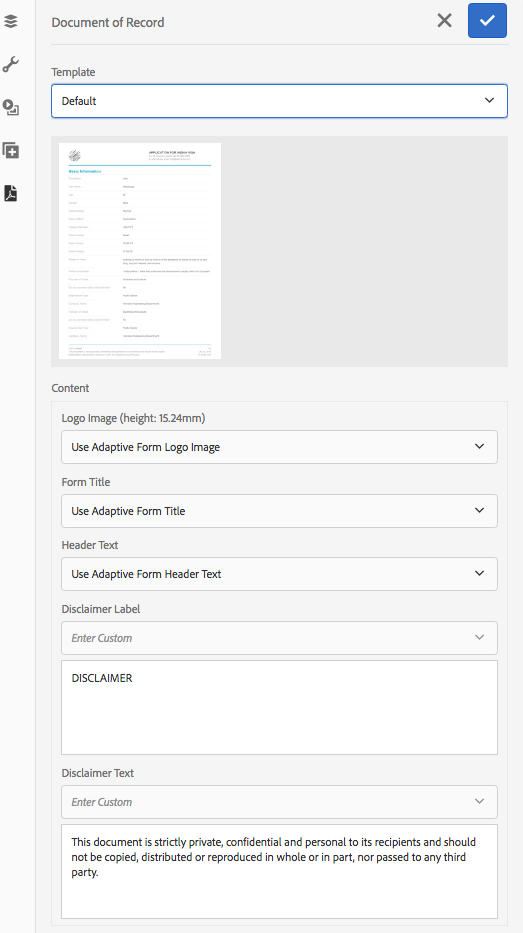 Document of Record
Template
Default
APPLICATION FOR INDIAN VISA
Basic Information
Content
Logo Image (height: 15.24mm)
Use Adaptive Form Logo Image
Form Title
Use Adaptive Form Title
Header Text
Use Adaptive Form Header Text
Disclaimer Label
Enter Custom
DISCLAIMER
Disclaimer Text
Enter Custom
This document is strictly private, confidential and personal to its recipients and should
not be copied, distributed or reproduced in whole or in part, nor passed to any third
party.